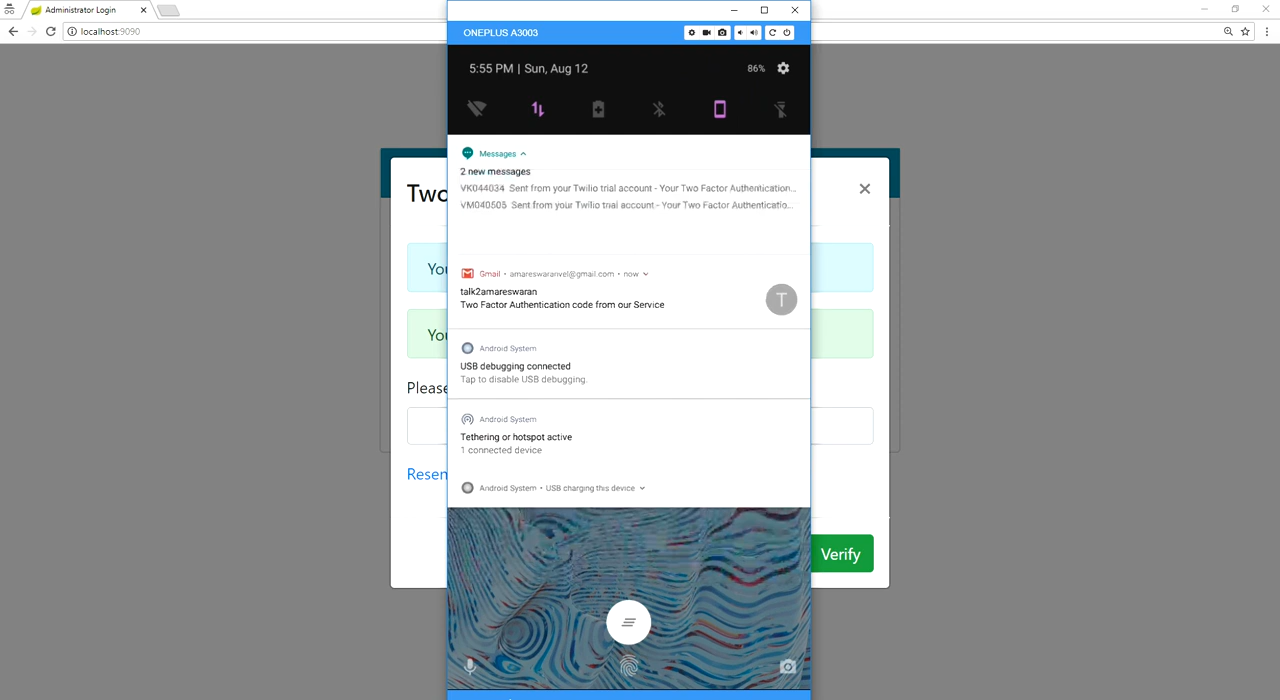 Administrator Login
localhost:9090
ONEPLUS A3003
5:55 PM | Sun, Aug 12
86%
Messages
2 new messages
VK044034 Sent from your Twilio trial account - Your Two Factor Authentication...
VM040505 Sent from your Twilio trial account - Your Two Factor Authenticatio...
Gmail • amareswaranvel@gmail.com • now
talk2amareswaran
Two Factor Authentication code from our Service
T
Android System
USB debugging connected
Tap to disable USB debugging.
Android System
Tethering or hotspot active
1 connected device
Android System • USB charging this device
Two
You
You
Please
Resen
Verify